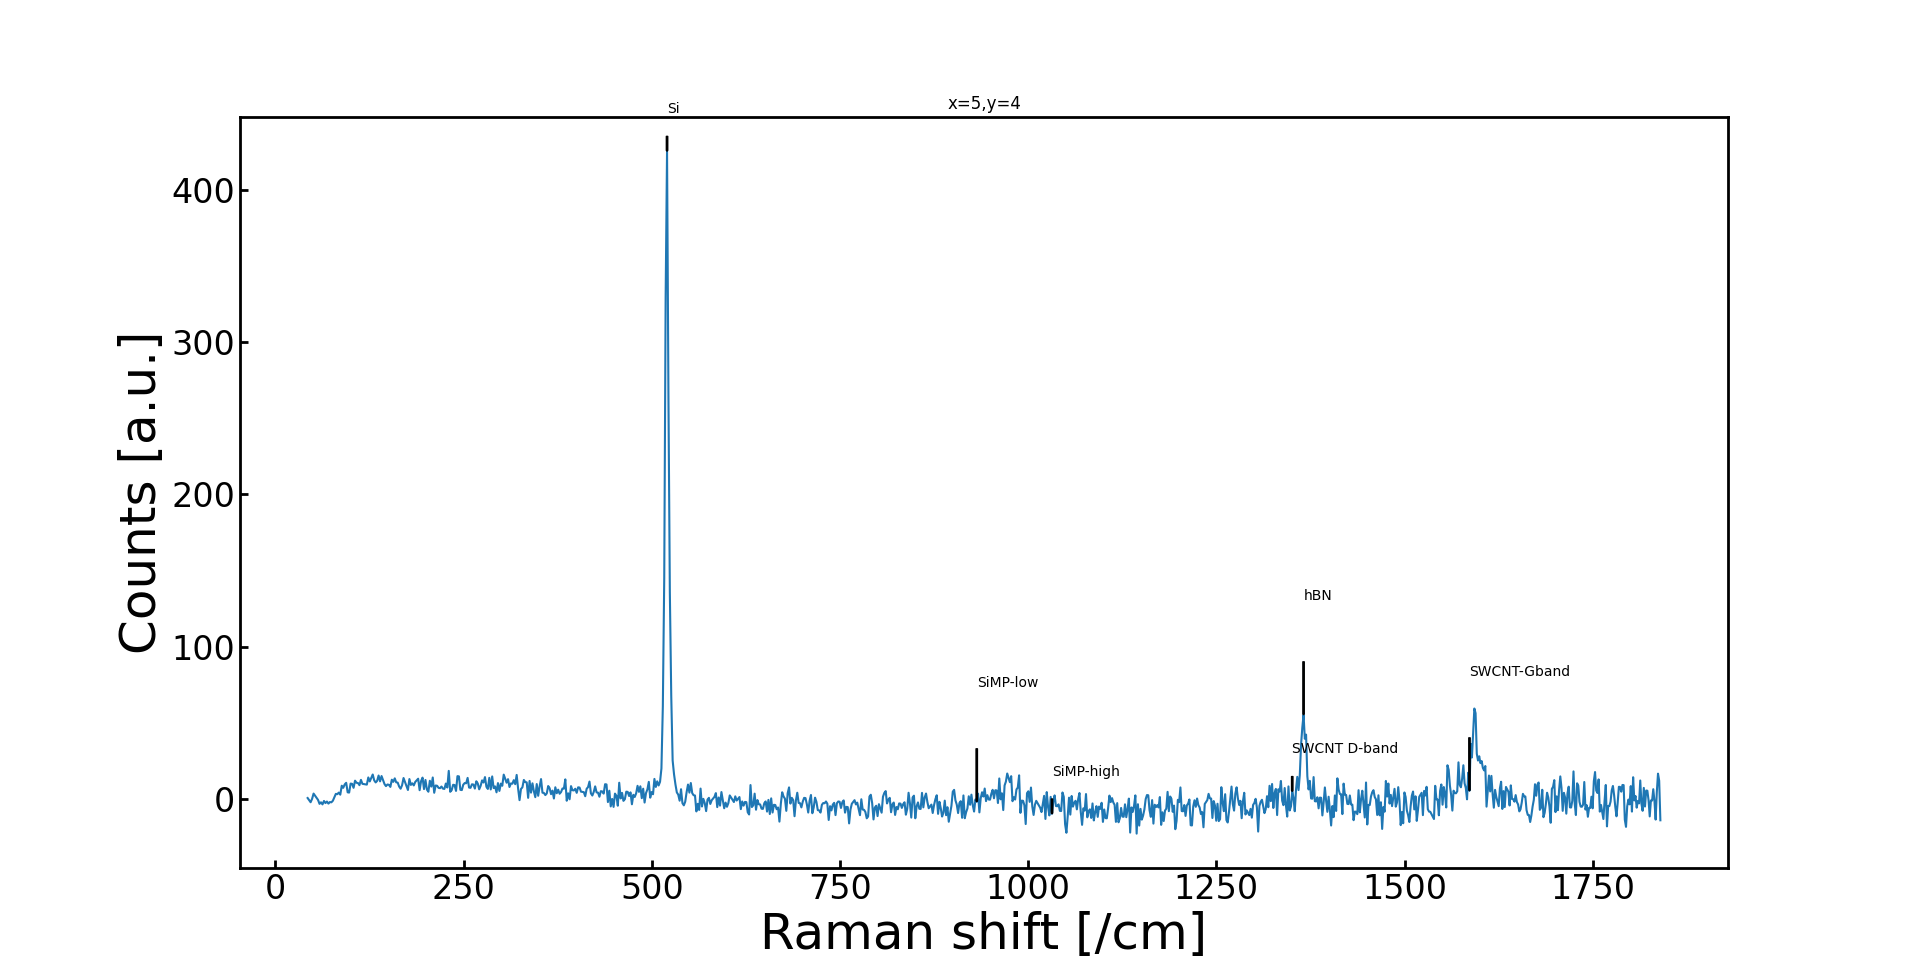 Si
x=5,y=4
400
300
200
100
0
Counts [a.u.]
hBN
SWCNT-Gband
SiMP-low
SWCNT D-band
SiMP-high
0 250 500 750 1000 1250 1500 1750
Raman shift [/cm]